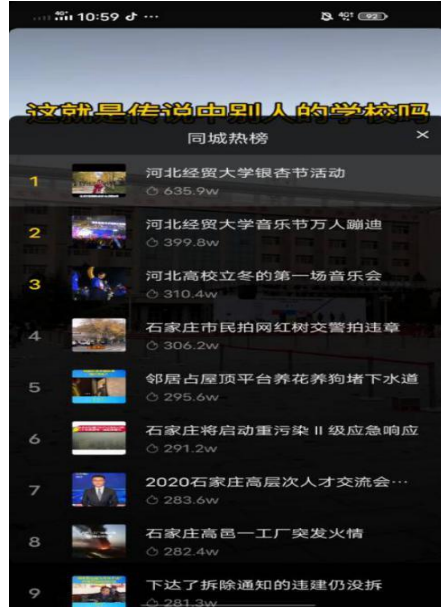 4G+ 10:59 ···
4G↑ 92
这就是传说中别人的学校吗
同城热榜 ×
1 河北经贸大学银杏节活动
635.9w
2 河北经贸大学音乐节万人蹦迪
399.8w
3 河北高校立冬的第一场音乐会
310.4w
4 石家庄市民拍网红树交警拍违章
306.2w
5 邻居占屋顶平台养花养狗堵下水道
295.6w
6 石家庄将启动重污染Ⅱ级应急响应
291.2w
7 2020石家庄高层次人才交流会···
283.6w
8 石家庄高邑一工厂突发火情
282.4w
9 下达了拆除通知的违建仍没拆
281.3w